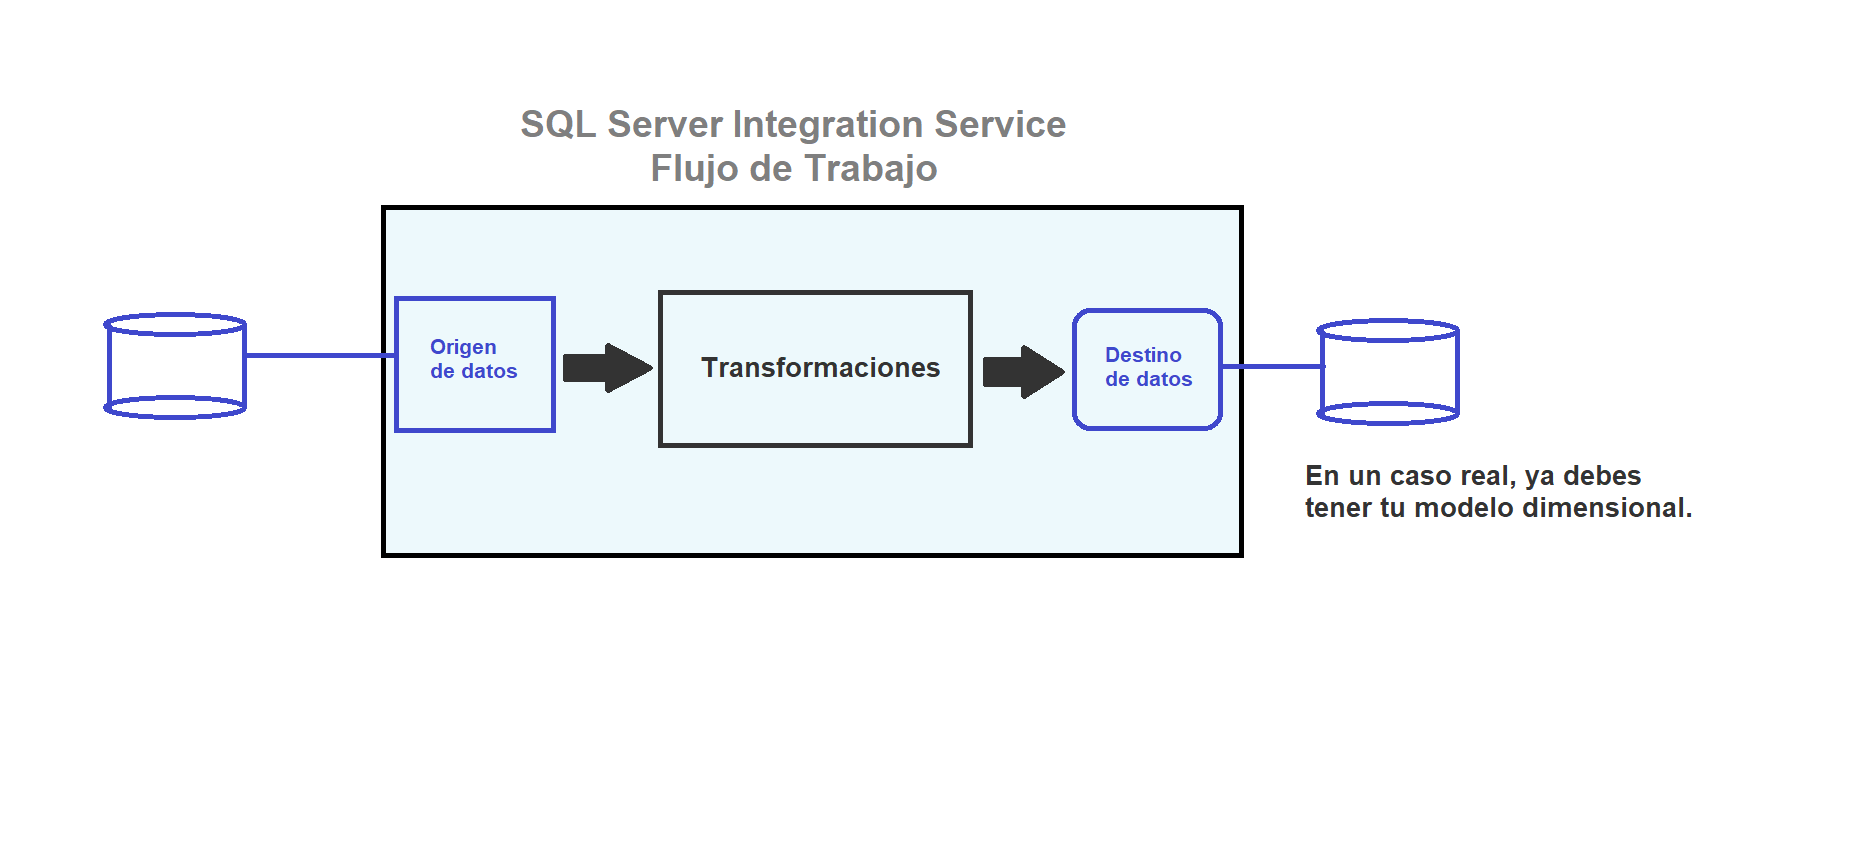 SQL Server Integration Service
Flujo de Trabajo
Origen
de datos
Transformaciones
Destino
de datos
En un caso real, ya debes
tener tu modelo dimensional.